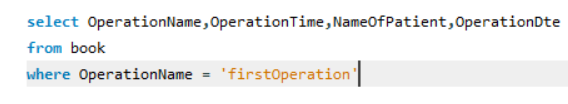 select OperationName,OperationTime,NameOfPatient,OperationDte
from book
where OperationName = 'firstOperation'